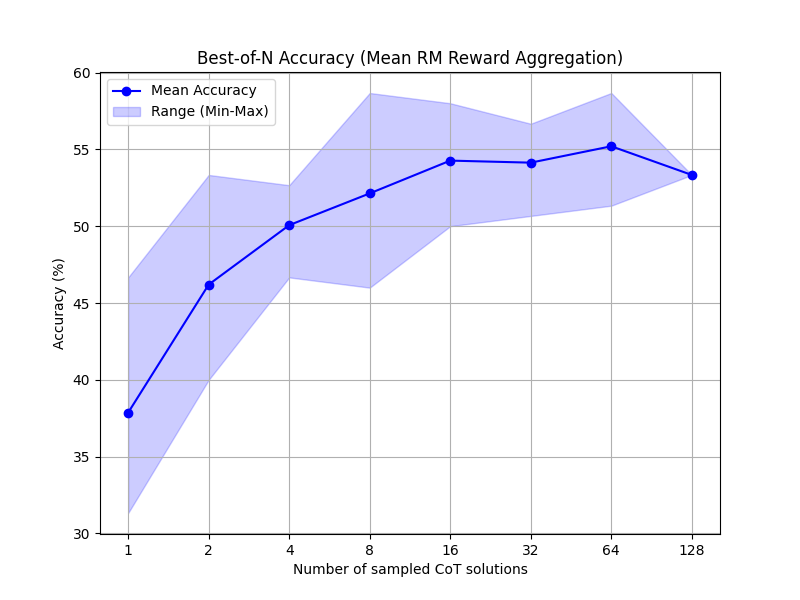 Best-of-N Accuracy (Mean RM Reward Aggregation)
Mean Accuracy
Range (Min-Max)
60
55
50
45
40
35
30
Accuracy (%)
1 2 4 8 16 32 64 128
Number of sampled CoT solutions